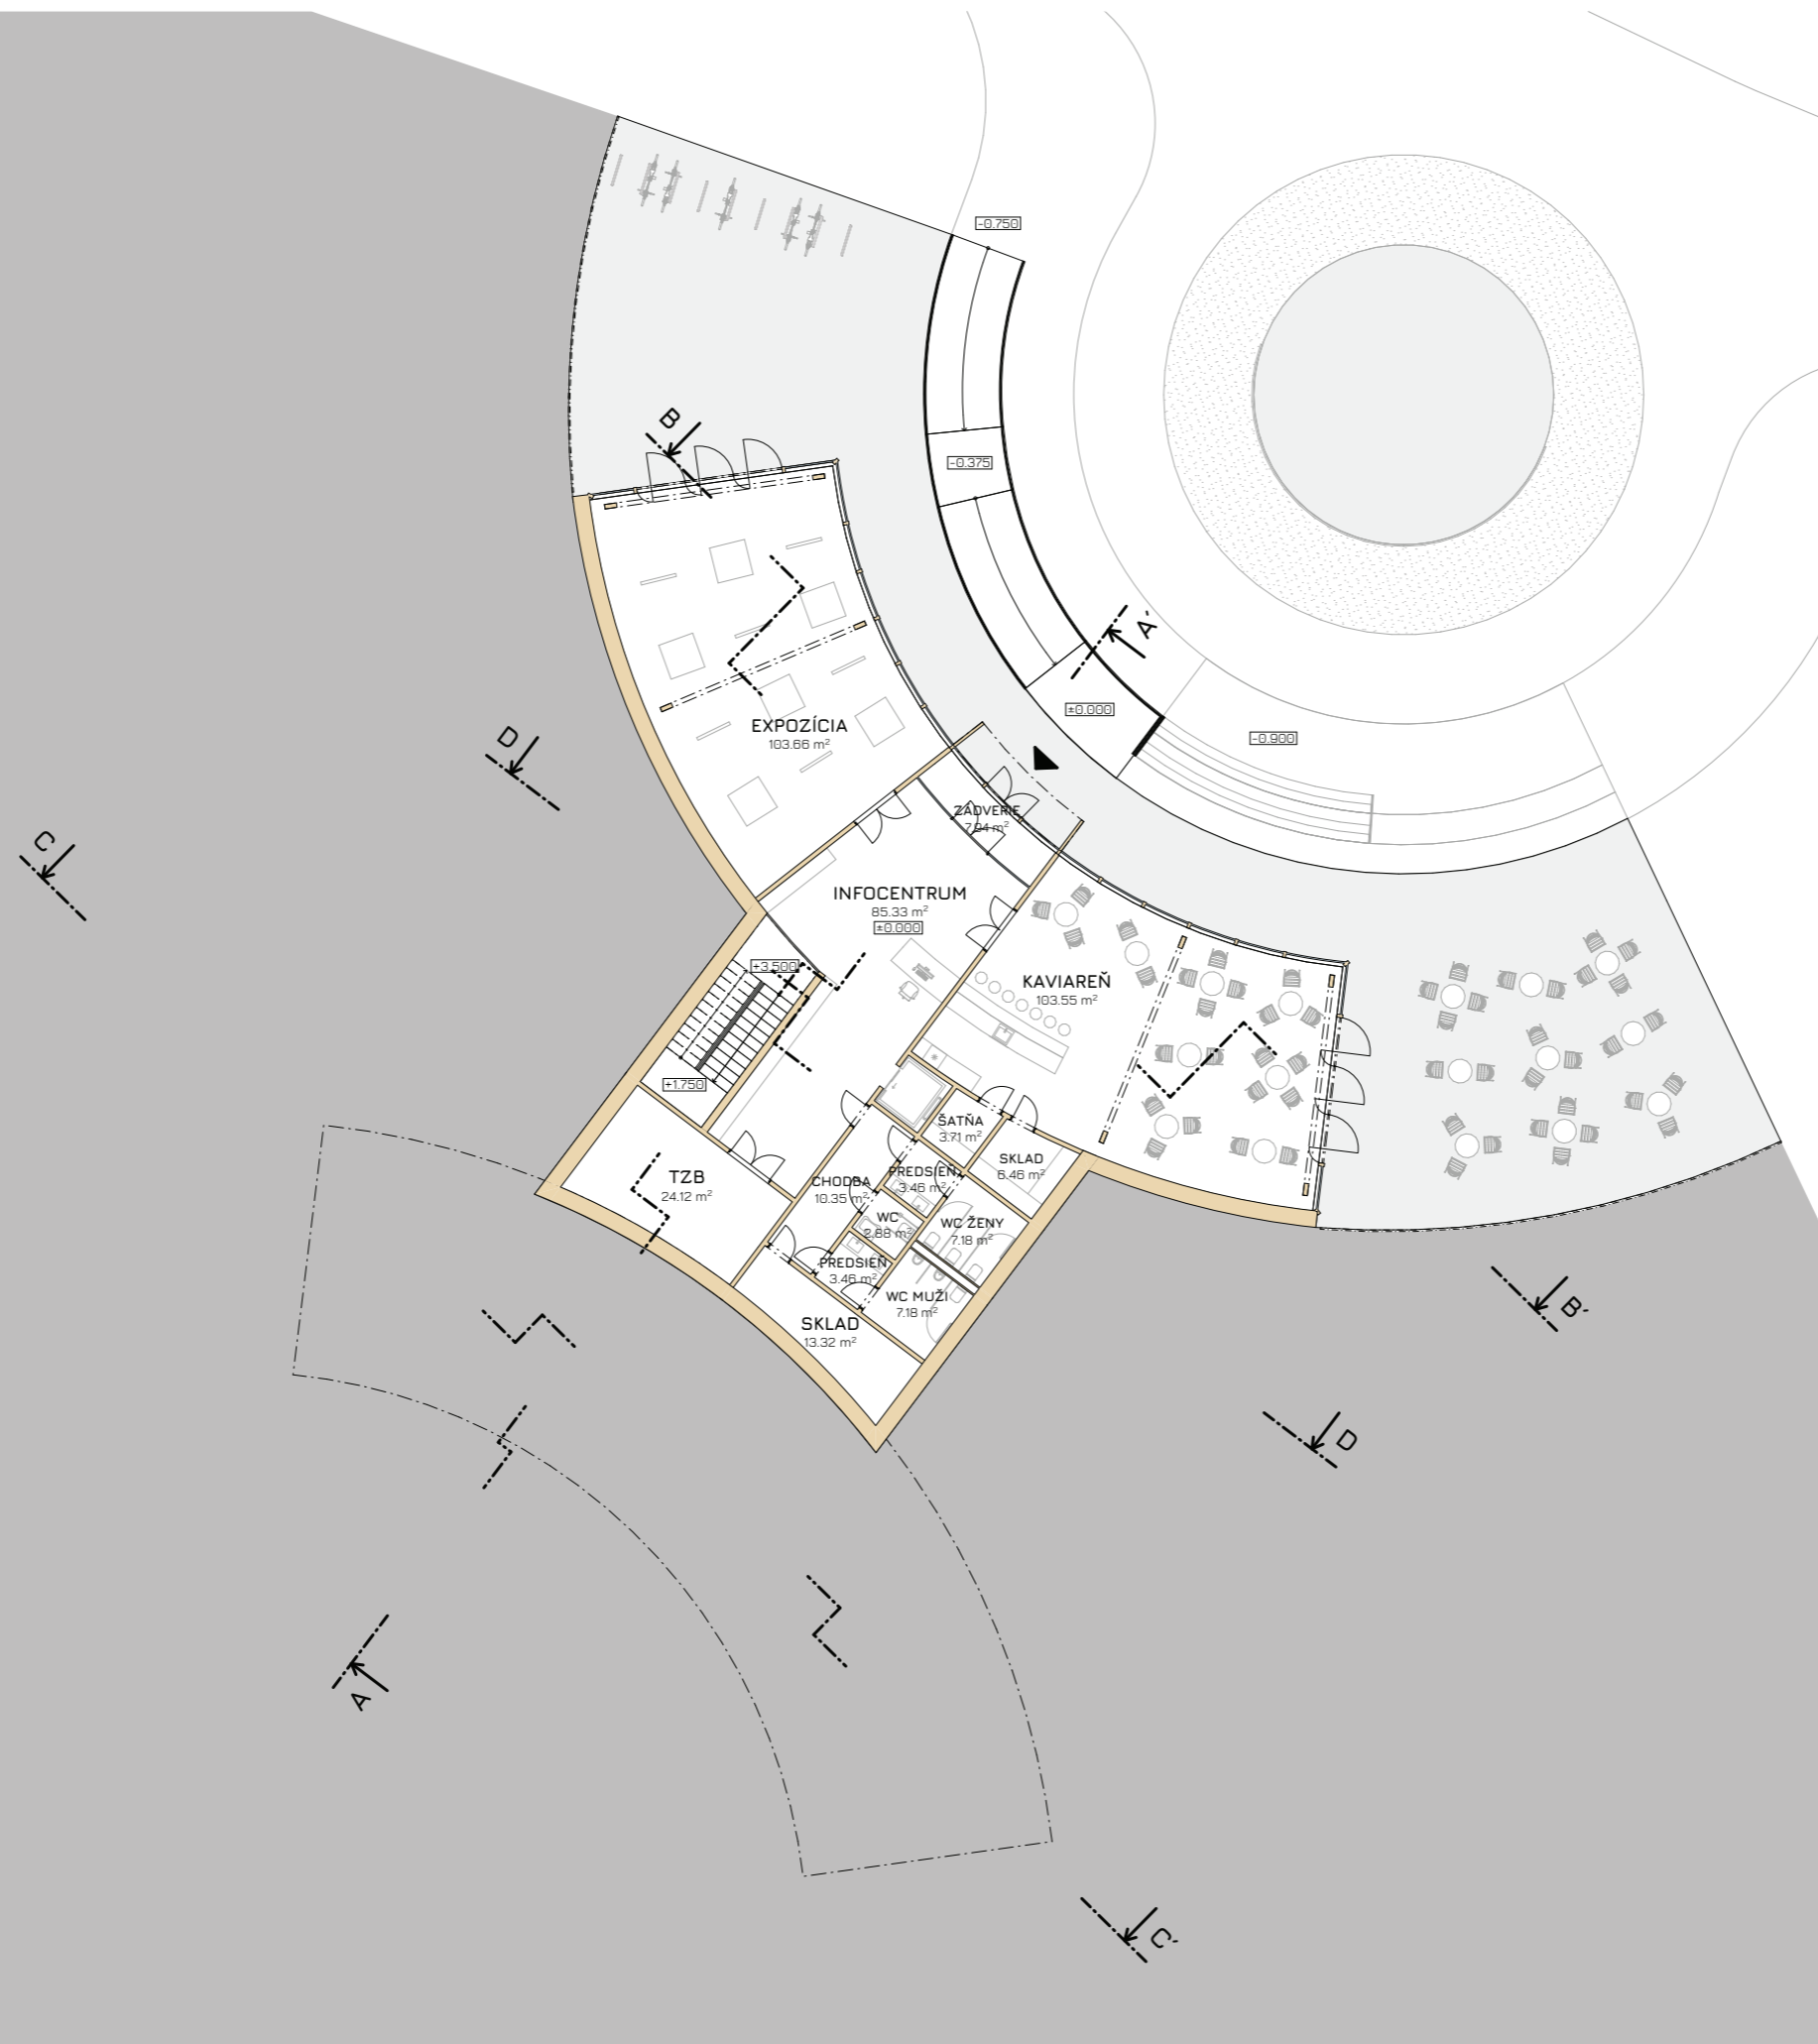 -0.750
B
-0.375
A´
±0.000
-0.900
EXPOZÍCIA
103.66 m²
D
ZÁDVERIE
7.94 m²
C
INFOCENTRUM
85.33 m²
±0.000
+3.500
KAVIAREŇ
103.55 m²
+1.750
ŠATŇA
3.71 m²
SKLAD
6.46 m²
TZB
24.12 m²
CHODBA
10.35 m²
PREDSIEŇ
3.46 m²
WC
2.88 m²
WC ŽENY
7.18 m²
PREDSIEŇ
3.46 m²
WC MUŽI
7.18 m²
SKLAD
13.32 m²
B´
D
A
C´